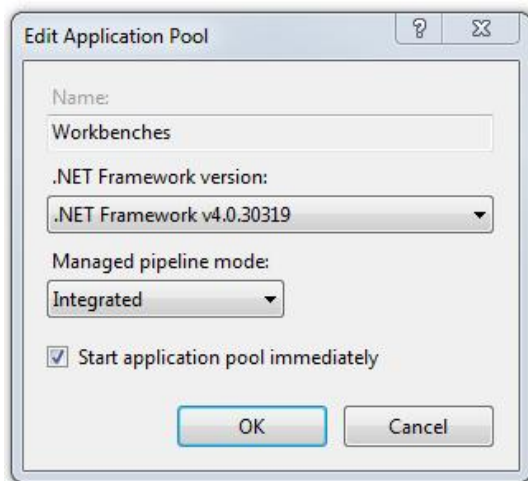 Edit Application Pool
Name:
Workbenches
.NET Framework version:
.NET Framework v4.0.30319
Managed pipeline mode:
Integrated
Start application pool immediately
OK Cancel